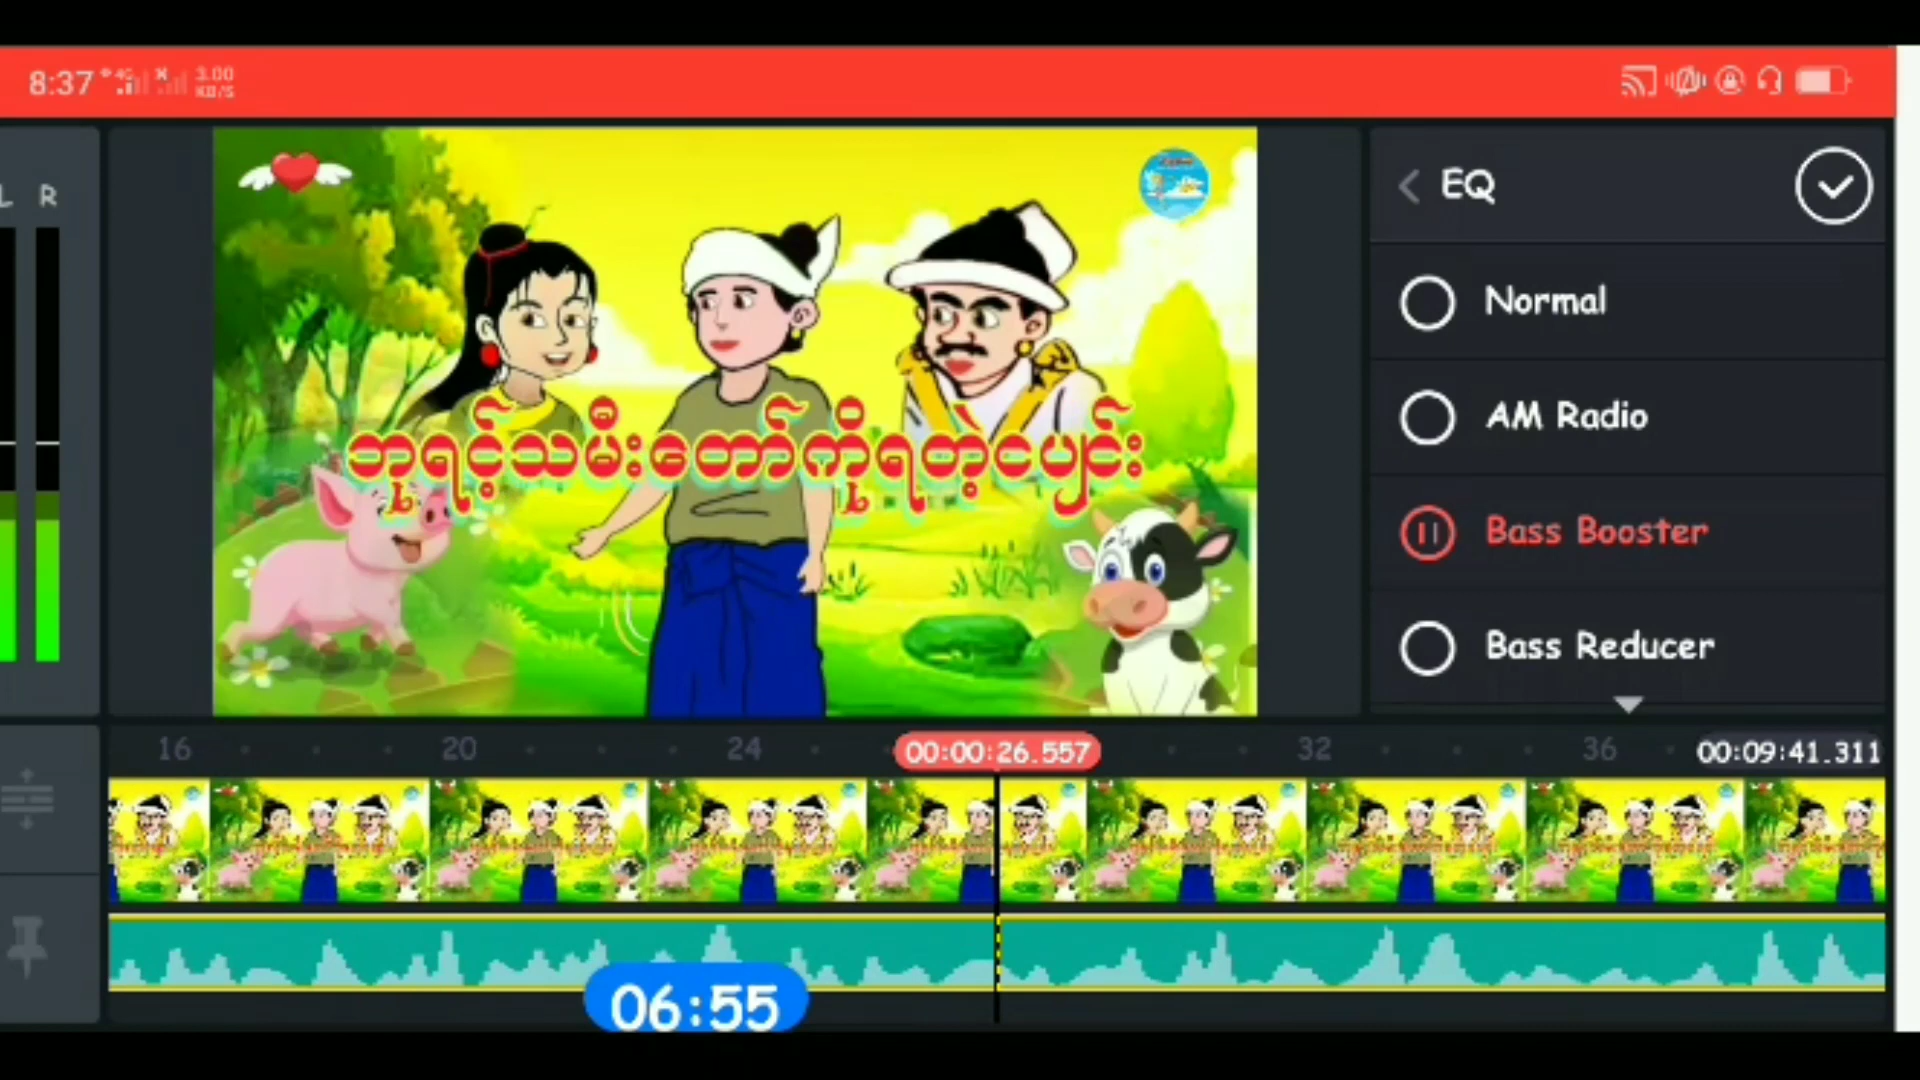 8:37 4G 3.00
KB/S
L R
EQ
Normal
AM Radio
Bass Booster
Bass Reducer
ဘုရင့်သမီးတော်ကိုရတဲ့ငပျင်း
16 20 24 00:00:26.557 32 36 00:09:41.311
06:55